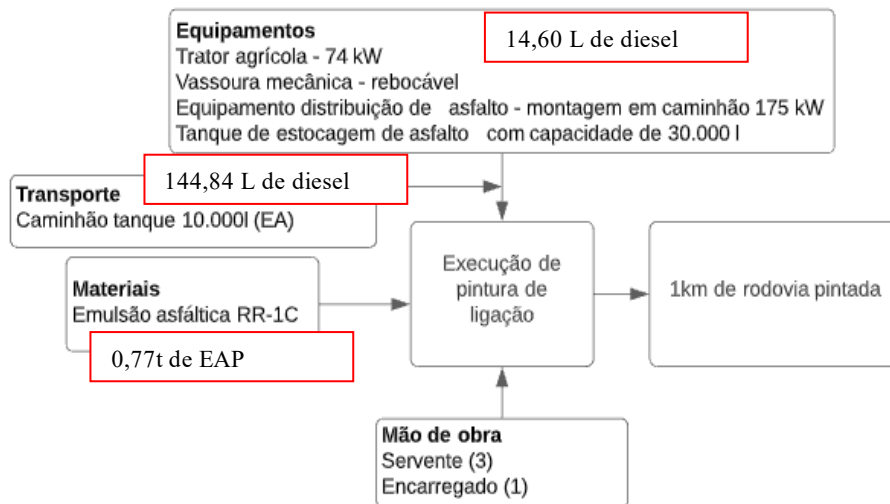 Equipamentos
14,60 L de diesel
Trator agrícola - 74 kW
Vassoura mecânica - rebocável
Equipamento distribuição de asfalto - montagem em caminhão 175 kW
Tanque de estocagem de asfalto com capacidade de 30.000 l
144,84 L de diesel
Transporte
Caminhão tanque 10.000l (EA)
Materiais
Emulsão asfáltica RR-1C
0,77t de EAP
Execução de
pintura de
ligação
1km de rodovia pintada
Mão de obra
Servente (3)
Encarregado (1)